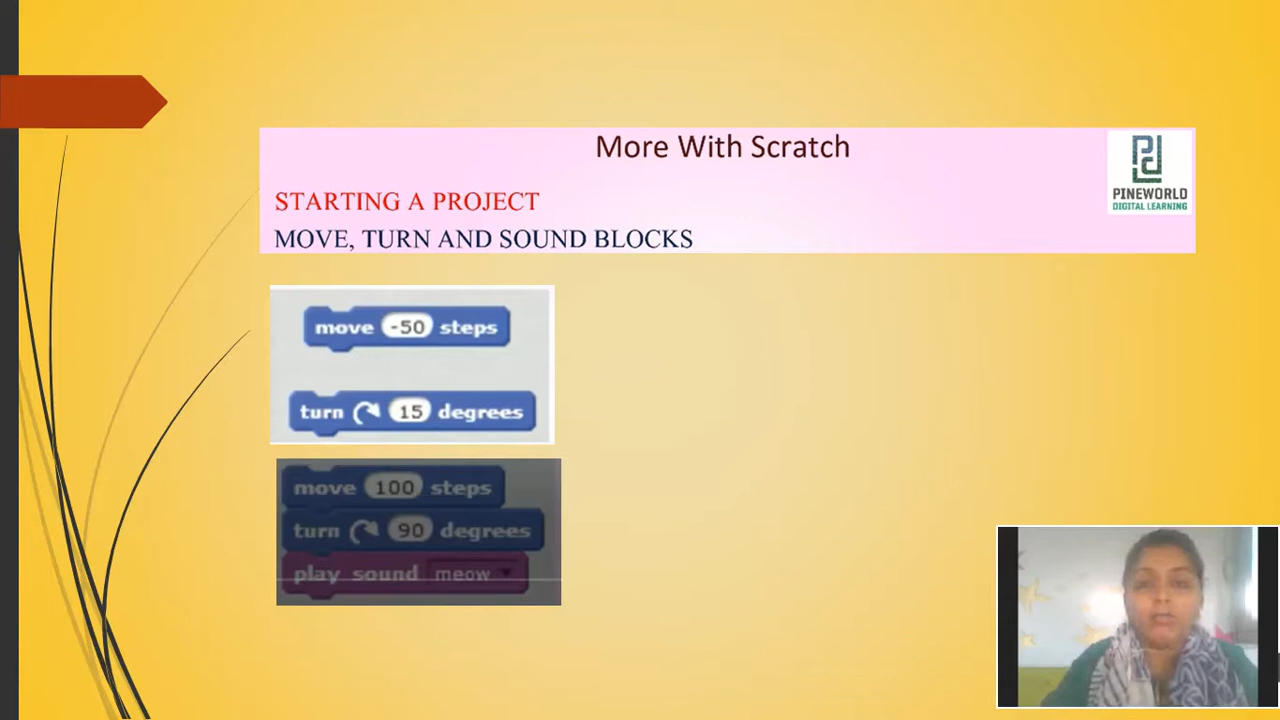 More With Scratch
PINEWORLD
DIGITAL LEARNING
STARTING A PROJECT
MOVE, TURN AND SOUND BLOCKS
move -50 steps
turn 15 degrees
move 100 steps
turn 90 degrees
play sound meow